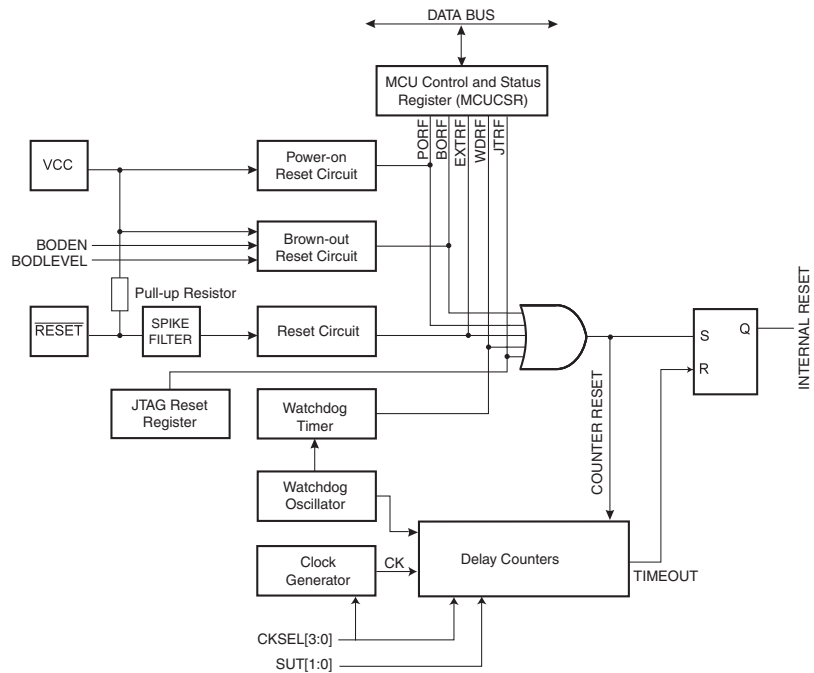 DATA BUS
MCU Control and Status
Register (MCUCSR)
PORF
BORF
EXTRF
WDRF
JTRF
VCC
Power-on
Reset Circuit
BODEN
BODLEVEL
Brown-out
Reset Circuit
Pull-up Resistor
RESET
SPIKE
FILTER
Reset Circuit
S
Q
R
INTERNAL RESET
JTAG Reset
Register
Watchdog
Timer
COUNTER RESET
Watchdog
Oscillator
Clock
Generator
CK
Delay Counters
TIMEOUT
CKSEL[3:0]
SUT[1:0]